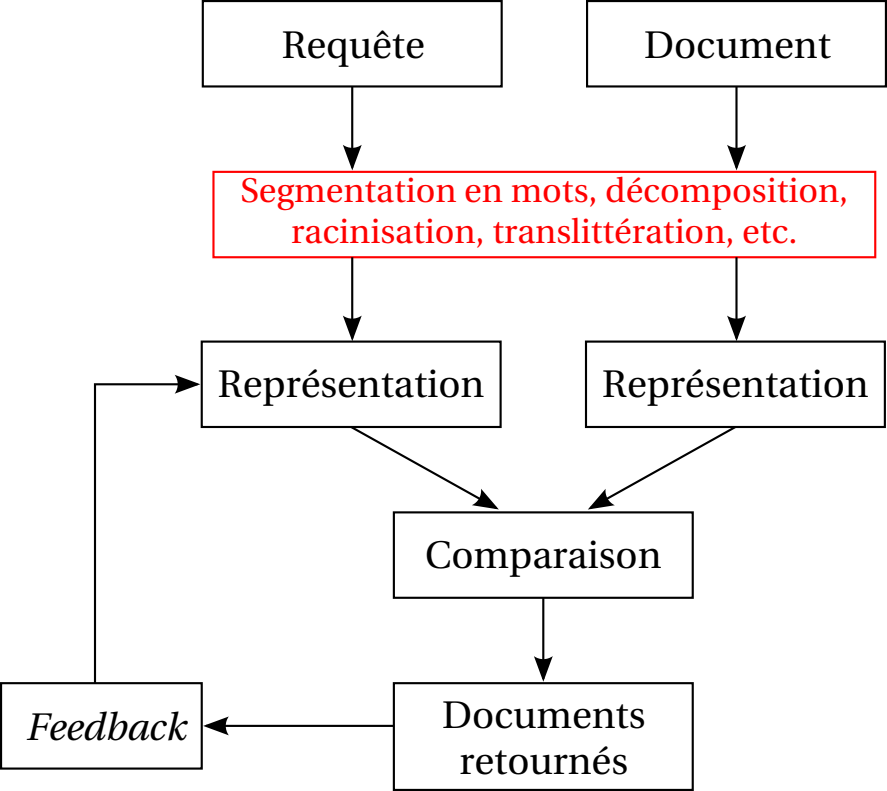 Requête
Document
Segmentation en mots, décomposition,
racinisation, translittération, etc.
Représentation
Représentation
Comparaison
Feedback
Documents
retournés